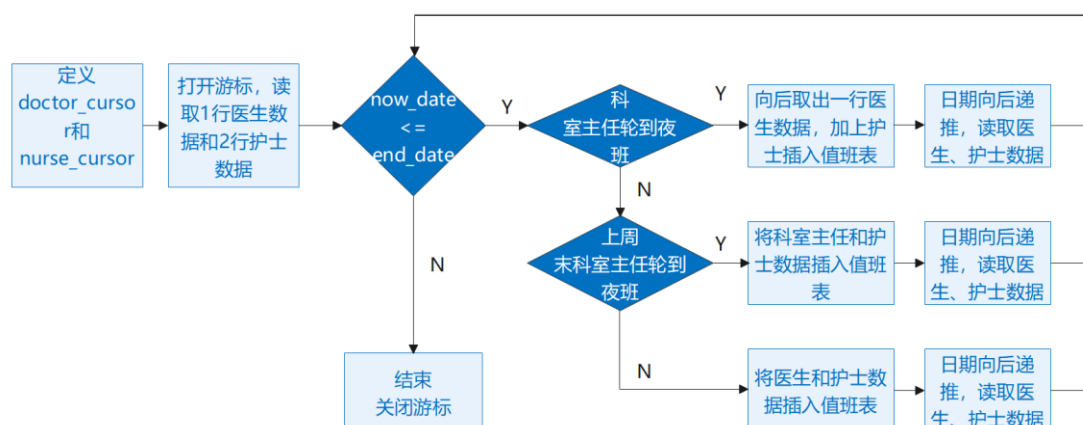 定义
doctor_curso
r和
nurse_cursor
打开游标，读
取1行医生数
据和2行护士
数据
now_date
<=
end_date
Y
科
室主任轮到夜
班
Y
向后取出一行医
生数据，加上护
士插入值班表
日期向后递
推，读取医
生、护士数据
N
N
上周
末科室主任轮到
夜班
Y
将科室主任和护
士数据插入值班
表
日期向后递
推，读取医
生、护士数据
N
结束
关闭游标
将医生和护士数
据插入值班表
日期向后递
推，读取医
生、护士数据